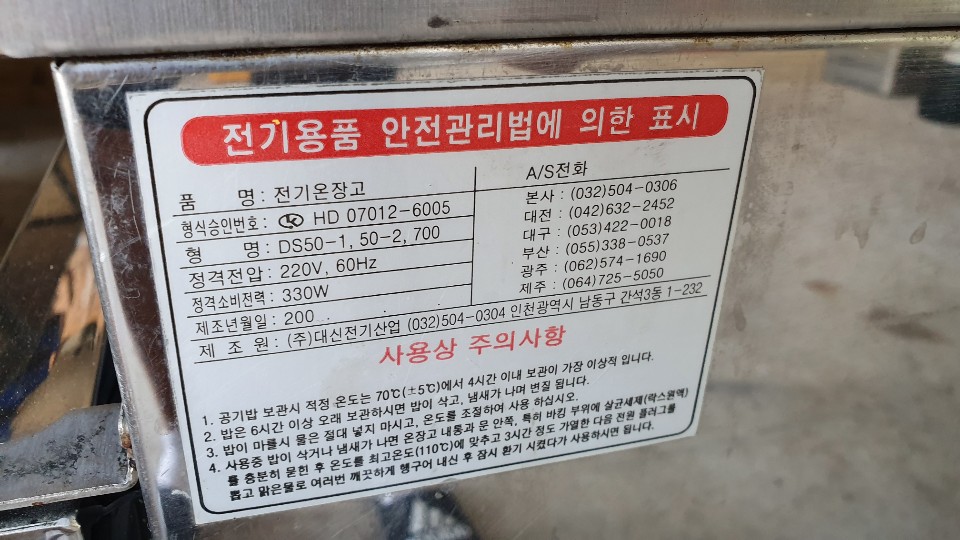 전기용품 안전관리법에 의한 표시
품 명 : 전기온장고
형식승인번호 : HD 07012-6005
형 명 : DS50-1, 50-2, 700
정격전압 : 220V, 60Hz
정격소비전력 : 330W
제조년월일 : 200
A/S전화
본사 : (032)504-0306
대전 : (042)632-2452
대구 : (053)422-0018
부산 : (055)338-0537
광주 : (062)574-1690
제주 : (064)725-5050
제 조 원 : (주)대신전기산업 (032)504-0304 인천광역시 남동구 간석3동 1-232
사용상 주의사항
1. 공기밥 보관시 적정 온도는 70℃(±5℃)에서 4시간 이내 보관이 가장 이상적 입니다.
2. 밥은 6시간 이상 오래 보관하시면 밥이 삭고, 냄새가 나며 변질 됩니다.
3. 밥이 마를시 물은 절대 넣지 마시고, 온도를 조절하여 사용 하십시오.
4. 사용중 밥이 삭거나 냄새가 나면 온장고 내통과 문 안쪽, 특히 바킹 부위에 살균세제(락스원액)
를 충분히 묻힌 후 온도를 최고온도(110℃)에 맞추고 3시간 정도 가열한 다음 전원 플러그를
뽑고 맑은물로 여러번 깨끗하게 헹구어 내신 후 잠시 환기 시켰다가 사용하시면 됩니다.